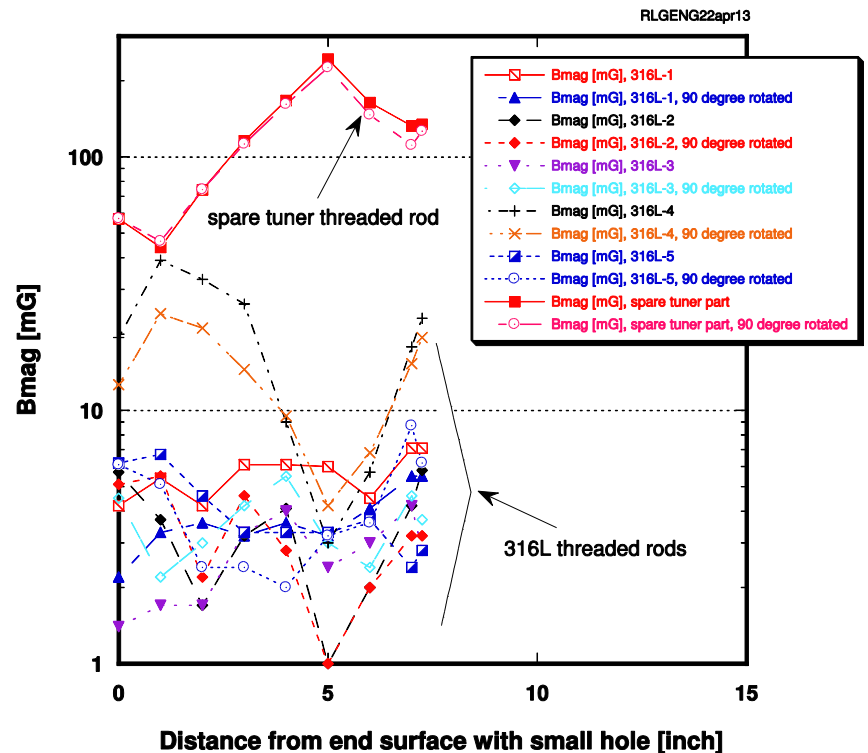 RLGENG22apr13
Bmag [mG], 316L-1
Bmag [mG], 316L-1, 90 degree rotated
Bmag [mG], 316L-2
Bmag [mG], 316L-2, 90 degree rotated
Bmag [mG], 316L-3
Bmag [mG], 316L-3, 90 degree rotated
Bmag [mG], 316L-4
Bmag [mG], 316L-4, 90 degree rotated
Bmag [mG], 316L-5
Bmag [mG], 316L-5, 90 degree rotated
Bmag [mG], spare tuner part
Bmag [mG], spare tuner part, 90 degree rotated
100
spare tuner threaded rod
Bmag [mG]
10
316L threaded rods
1
0 5 10 15
Distance from end surface with small hole [inch]